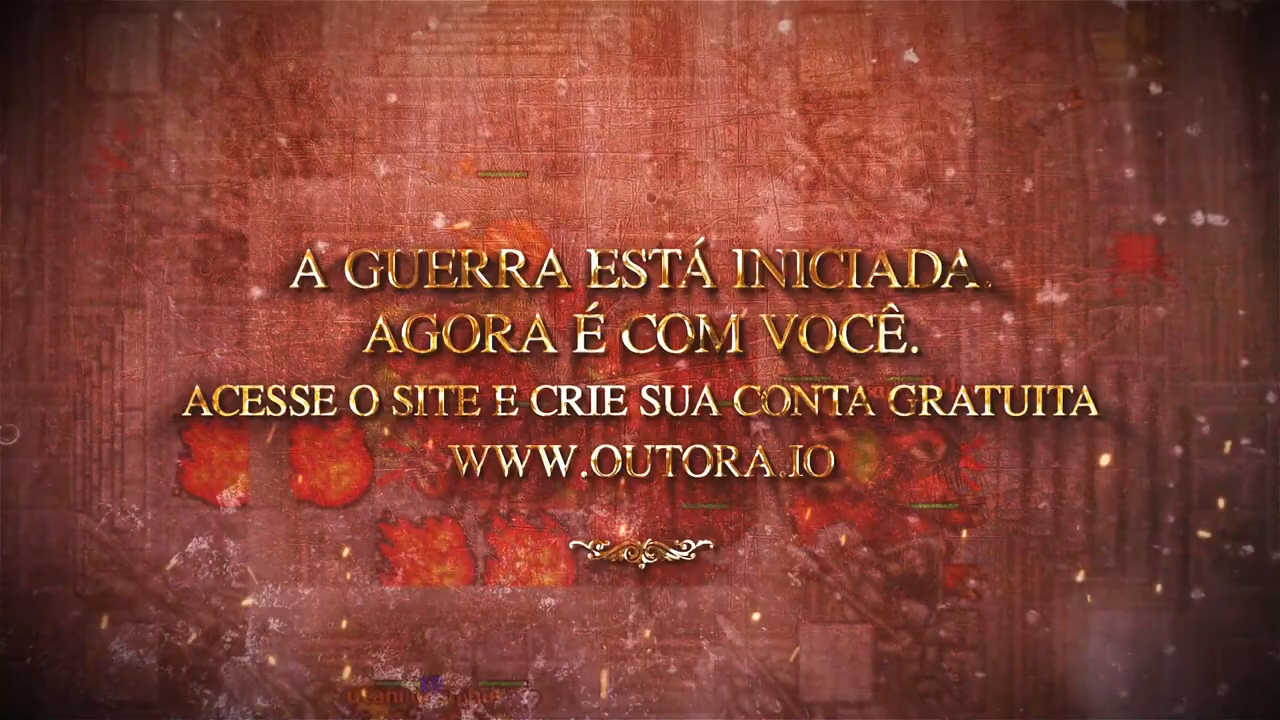 A GUERRA ESTÁ INICIADA.
AGORA É COM VOCÊ.
ACESSE O SITE E CRIE SUA CONTA GRATUITA
WWW.OUTORA.IO